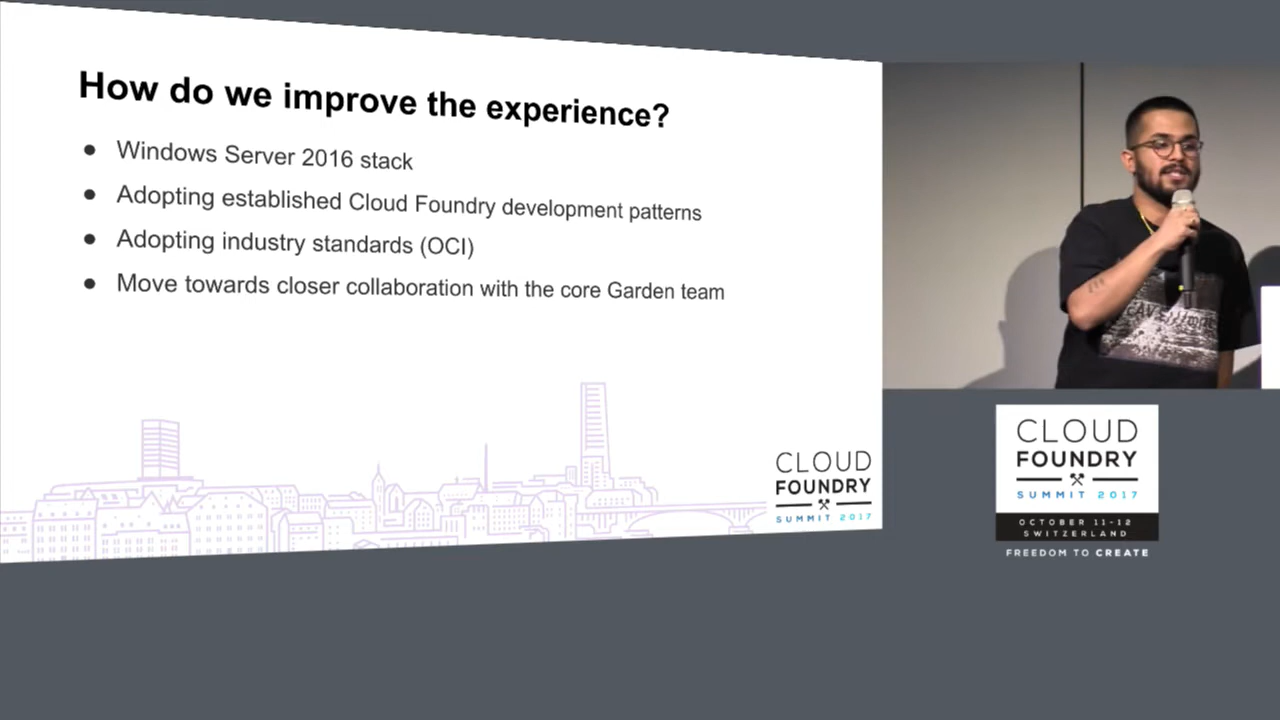 How do we improve the experience?
● Windows Server 2016 stack
● Adopting established Cloud Foundry development patterns
● Adopting industry standards (OCI)
● Move towards closer collaboration with the core Garden team
CLOUD
FOUNDRY
SUMMIT 2017
CLOUD
FOUNDRY
SUMMIT 2017
OCTOBER 11-12
SWITZERLAND
FREEDOM TO CREATE